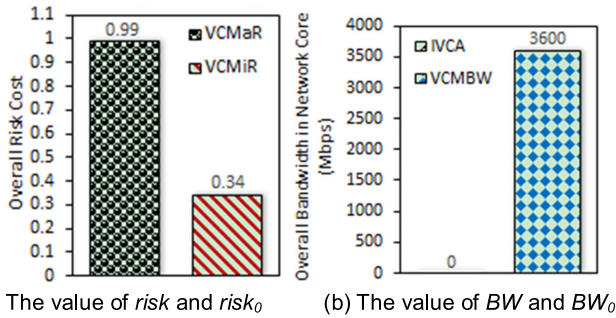 Overall Risk Cost
1.1
1
0.9
0.8
0.7
0.6
0.5
0.4
0.3
0.2
0.1
0
0.99
0.34
VCMaR
VCMiR
The value of risk and risk₀
Overall Bandwidth in Network Core
(Mbps)
4000
3500
3000
2500
2000
1500
1000
500
0
0
3600
IVCA
VCMBW
(b) The value of BW and BW₀